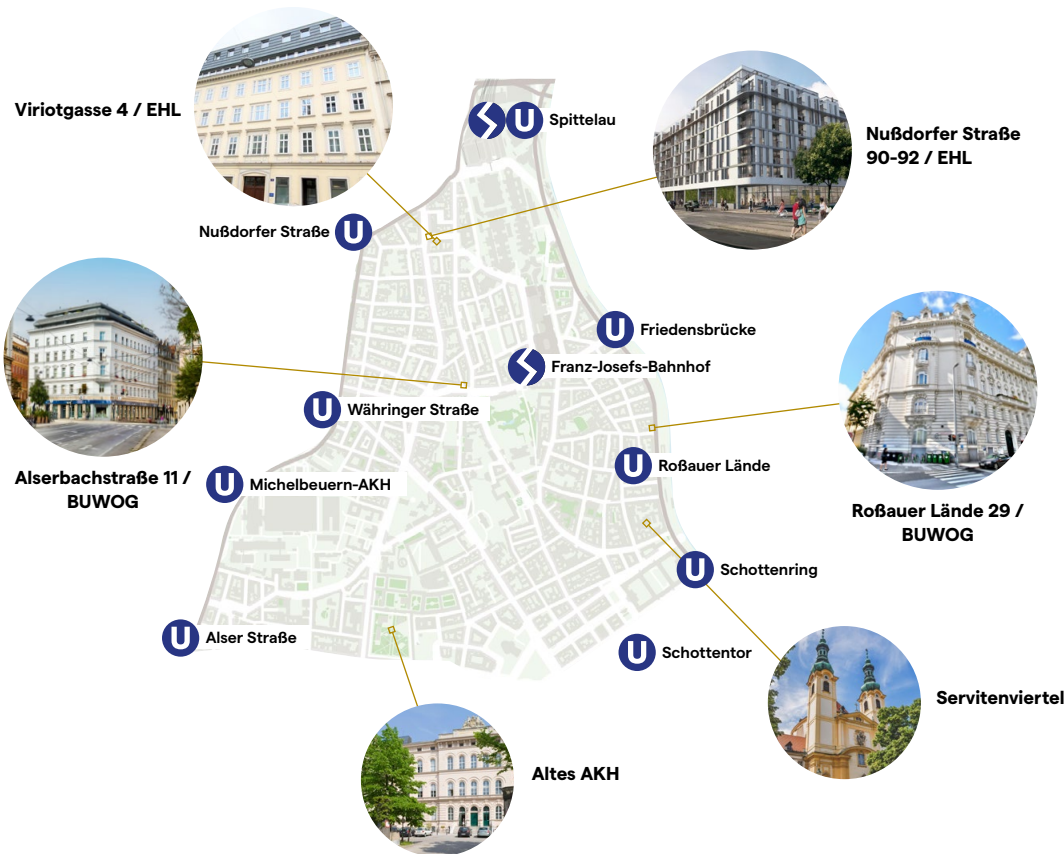 Viriotgasse 4 / EHL
U
Spittelau
Nußdorfer Straße
90-92 / EHL
Nußdorfer Straße
U
U
Friedensbrücke
Franz-Josefs-Bahnhof
U
Währinger Straße
Alserbachstraße 11 /
BUWOG
U
Michelbeuern-AKH
U
Roßauer Lände
Roßauer Lände 29 /
BUWOG
U
Schottenring
U
Alser Straße
U
Schottentor
Servitenviertel
Altes AKH